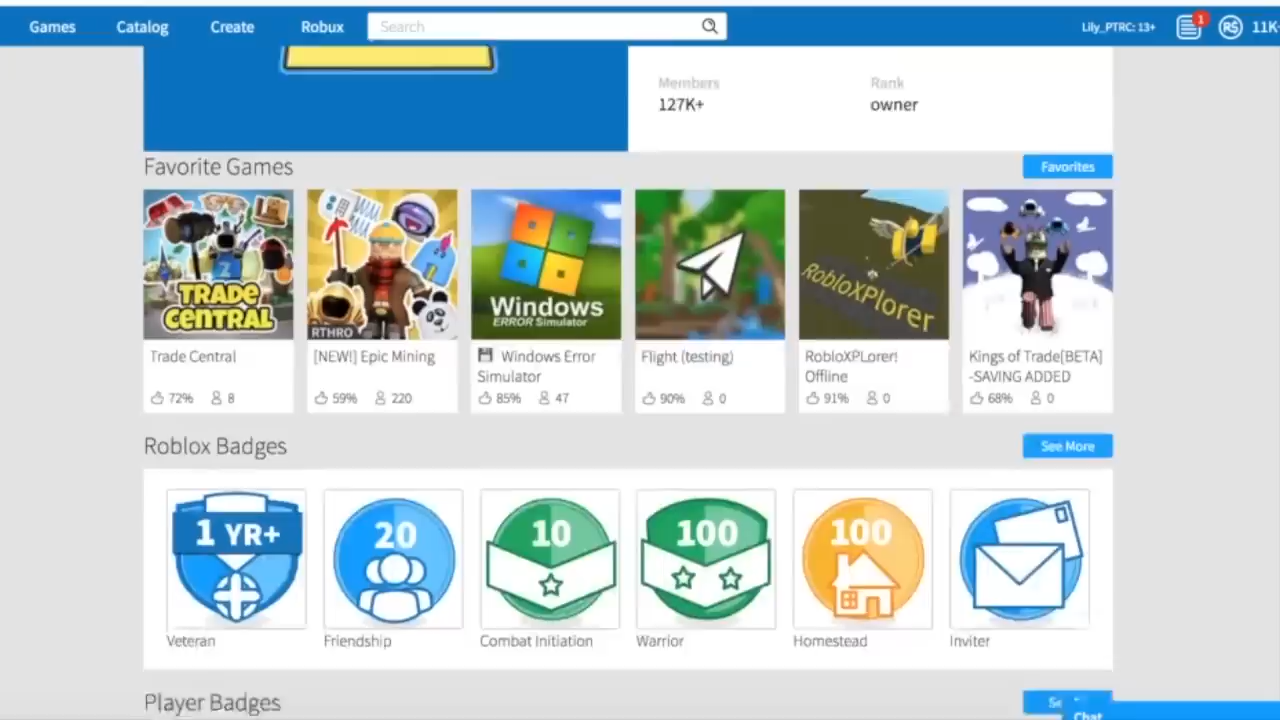 Games Catalog Create Robux Search Lily_PTRC: 13+ 1 R$ 11K
Members Rank
127K+ owner
Favorite Games Favorites
TRADE CENTRAL
RTHRO
Windows
ERROR Simulator
RobloXPlorer
Trade Central [NEW!] Epic Mining Windows Error Simulator Flight (testing) RobloXPLorer! Offline Kings of Trade[BETA] -SAVING ADDED
72% 8 59% 220 85% 47 90% 0 91% 0 68% 0
Roblox Badges See More
1 YR+ 20 10 100 100
Veteran Friendship Combat Initiation Warrior Homestead Inviter
Player Badges
Chat